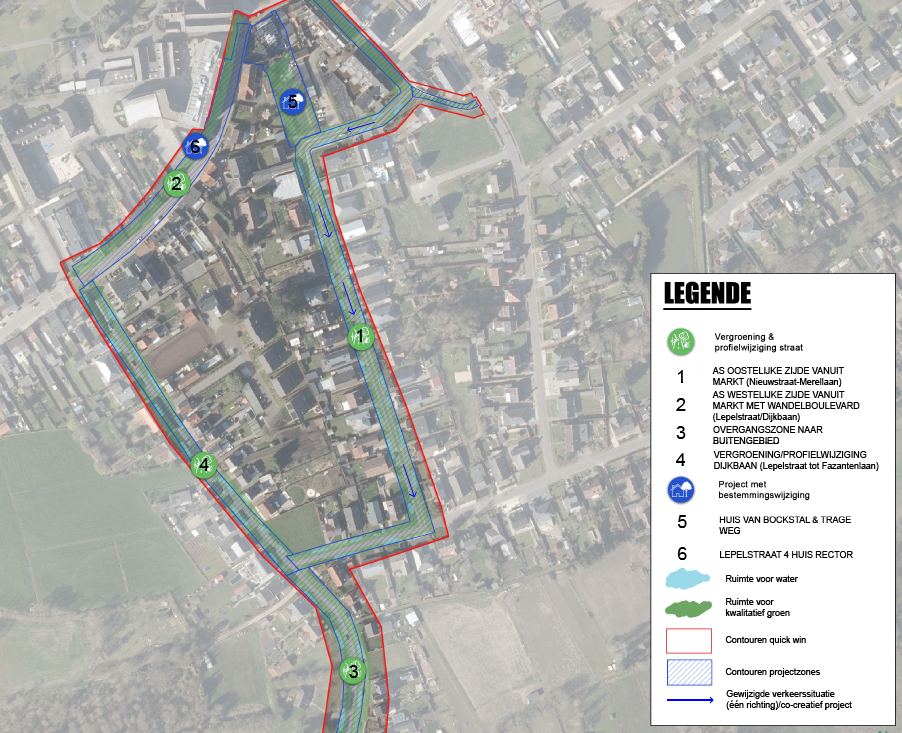 5
6
2
1
4
3
LEGENDE
Vergroening &
profielwijziging straat
1 AS OOSTELIJKE ZIJDE VANUIT
MARKT (Nieuwstraat-Merellaan)
2 AS WESTELIJKE ZIJDE VANUIT
MARKT MET WANDELBOULEVARD
(Lepelstraat/Dijkbaan)
3 OVERGANGSZONE NAAR
BUITENGEBIED
4 VERGROENING/PROFIELWIJZIGING
DIJKBAAN (Lepelstraat tot Fazantenlaan)
Project met
bestemmingswijziging
5 HUIS VAN BOCKSTAL & TRAGE
WEG
6 LEPELSTRAAT 4 HUIS RECTOR
Ruimte voor water
Ruimte voor
kwalitatief groen
Contouren quick win
Contouren projectzones
Gewijzigde verkeerssituatie
(één richting)/co-creatief project